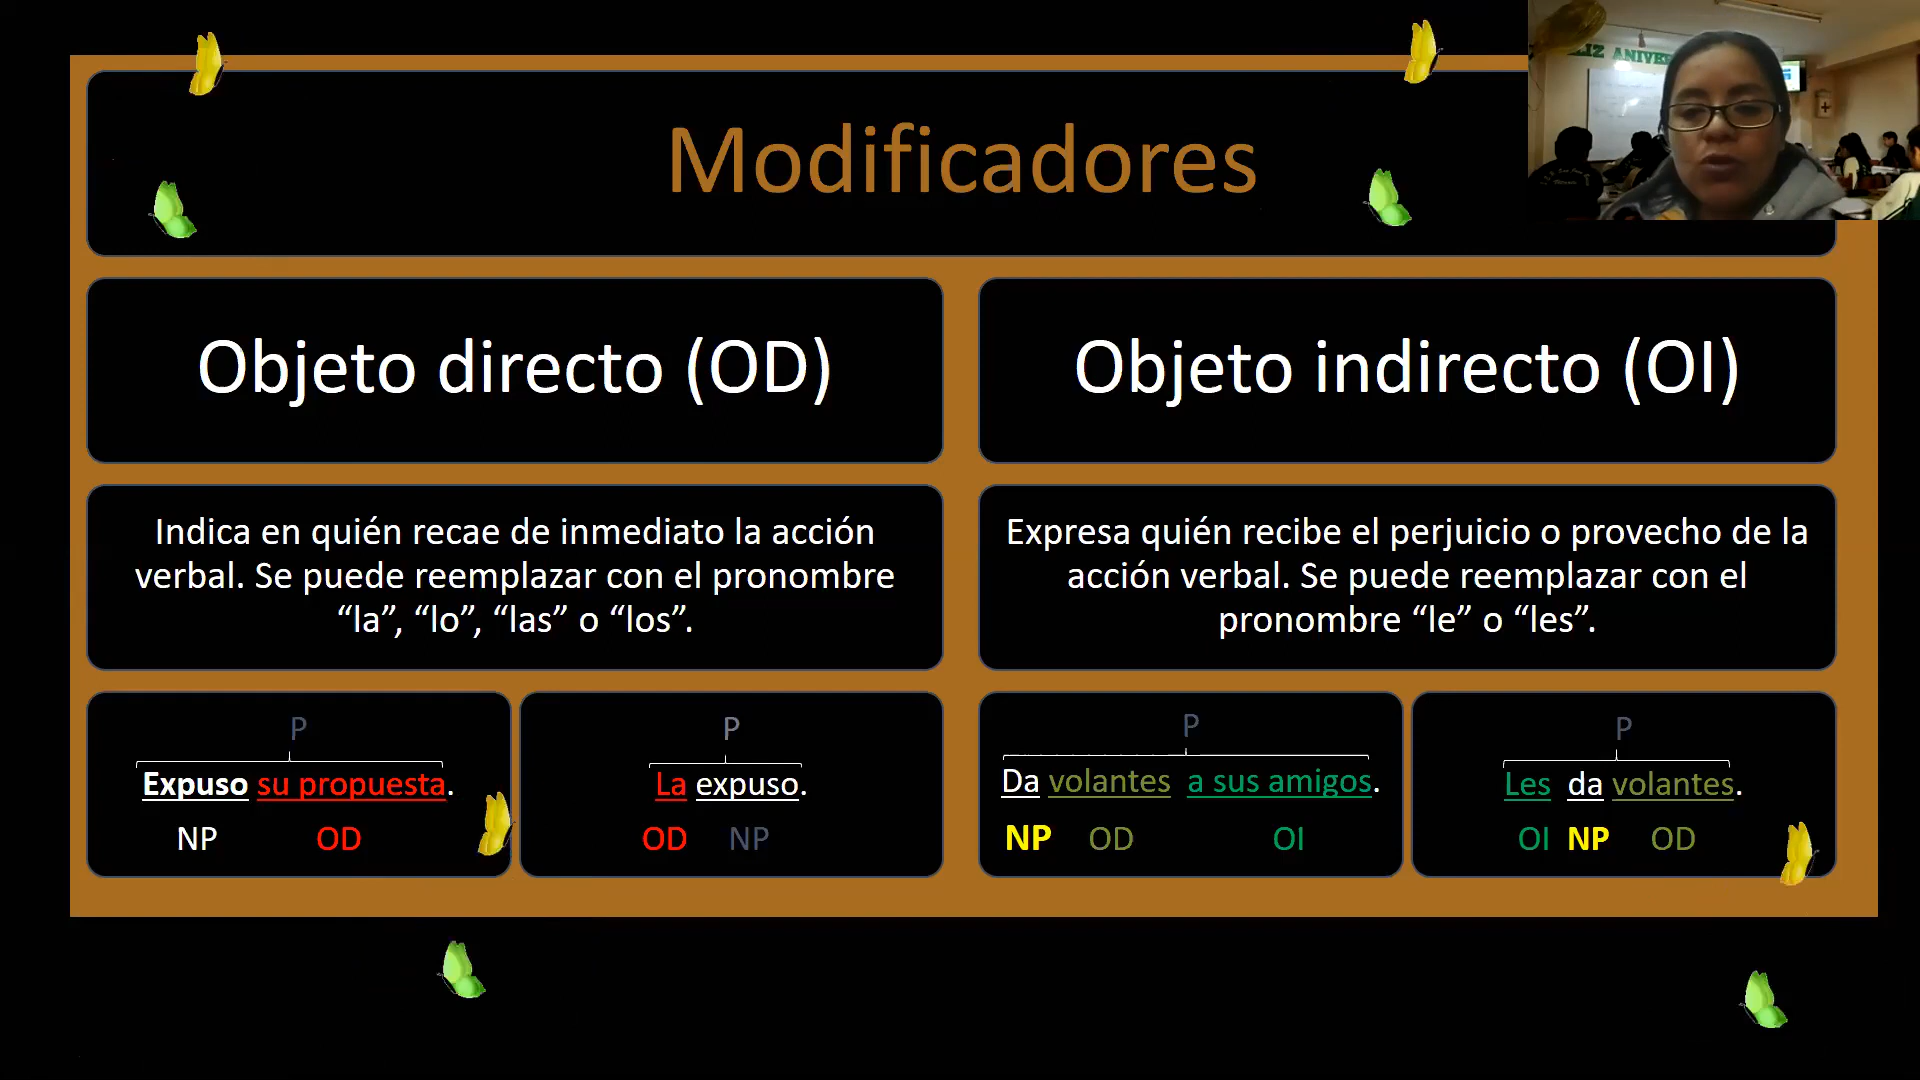 Modificadores
Objeto directo (OD)
Objeto indirecto (OI)
Indica en quién recae de inmediato la acción
verbal. Se puede reemplazar con el pronombre
“la”, “lo”, “las” o “los”.
Expresa quién recibe el perjuicio o provecho de la
acción verbal. Se puede reemplazar con el
pronombre “le” o “les”.
P
Expuso su propuesta.
NP OD
P
La expuso.
OD NP
P
Da volantes a sus amigos.
NP OD OI
P
Les da volantes.
OI NP OD